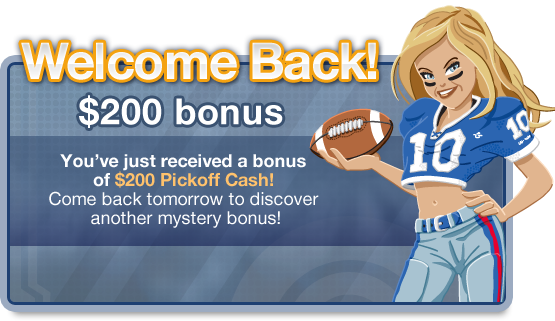 Welcome Back!
$200 bonus
You've just received a bonus
of $200 Pickoff Cash!
Come back tomorrow to discover
another mystery bonus!
10
10